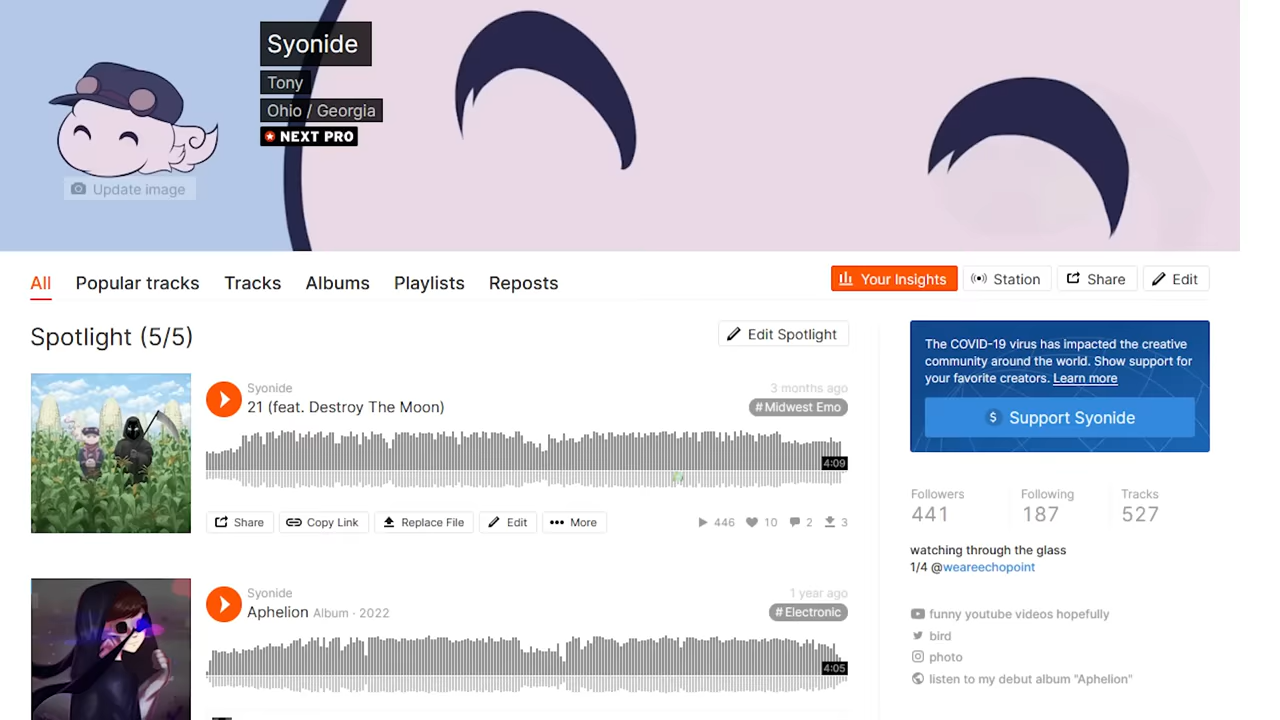 Syonide
Tony
Ohio / Georgia
NEXT PRO
Update image
All Popular tracks Tracks Albums Playlists Reposts
Your Insights Station Share Edit
Spotlight (5/5)
Edit Spotlight
Syonide
3 months ago
21 (feat. Destroy The Moon)
# Midwest Emo
4:09
Share Copy Link Replace File Edit More
446 10 2 3
Syonide
1 year ago
Aphelion Album · 2022
# Electronic
4:05
The COVID-19 virus has impacted the creative
community around the world. Show support for
your favorite creators. Learn more
Support Syonide
Followers Following Tracks
441 187 527
watching through the glass
1/4 @weareechopoint
funny youtube videos hopefully
bird
photo
listen to my debut album "Aphelion"